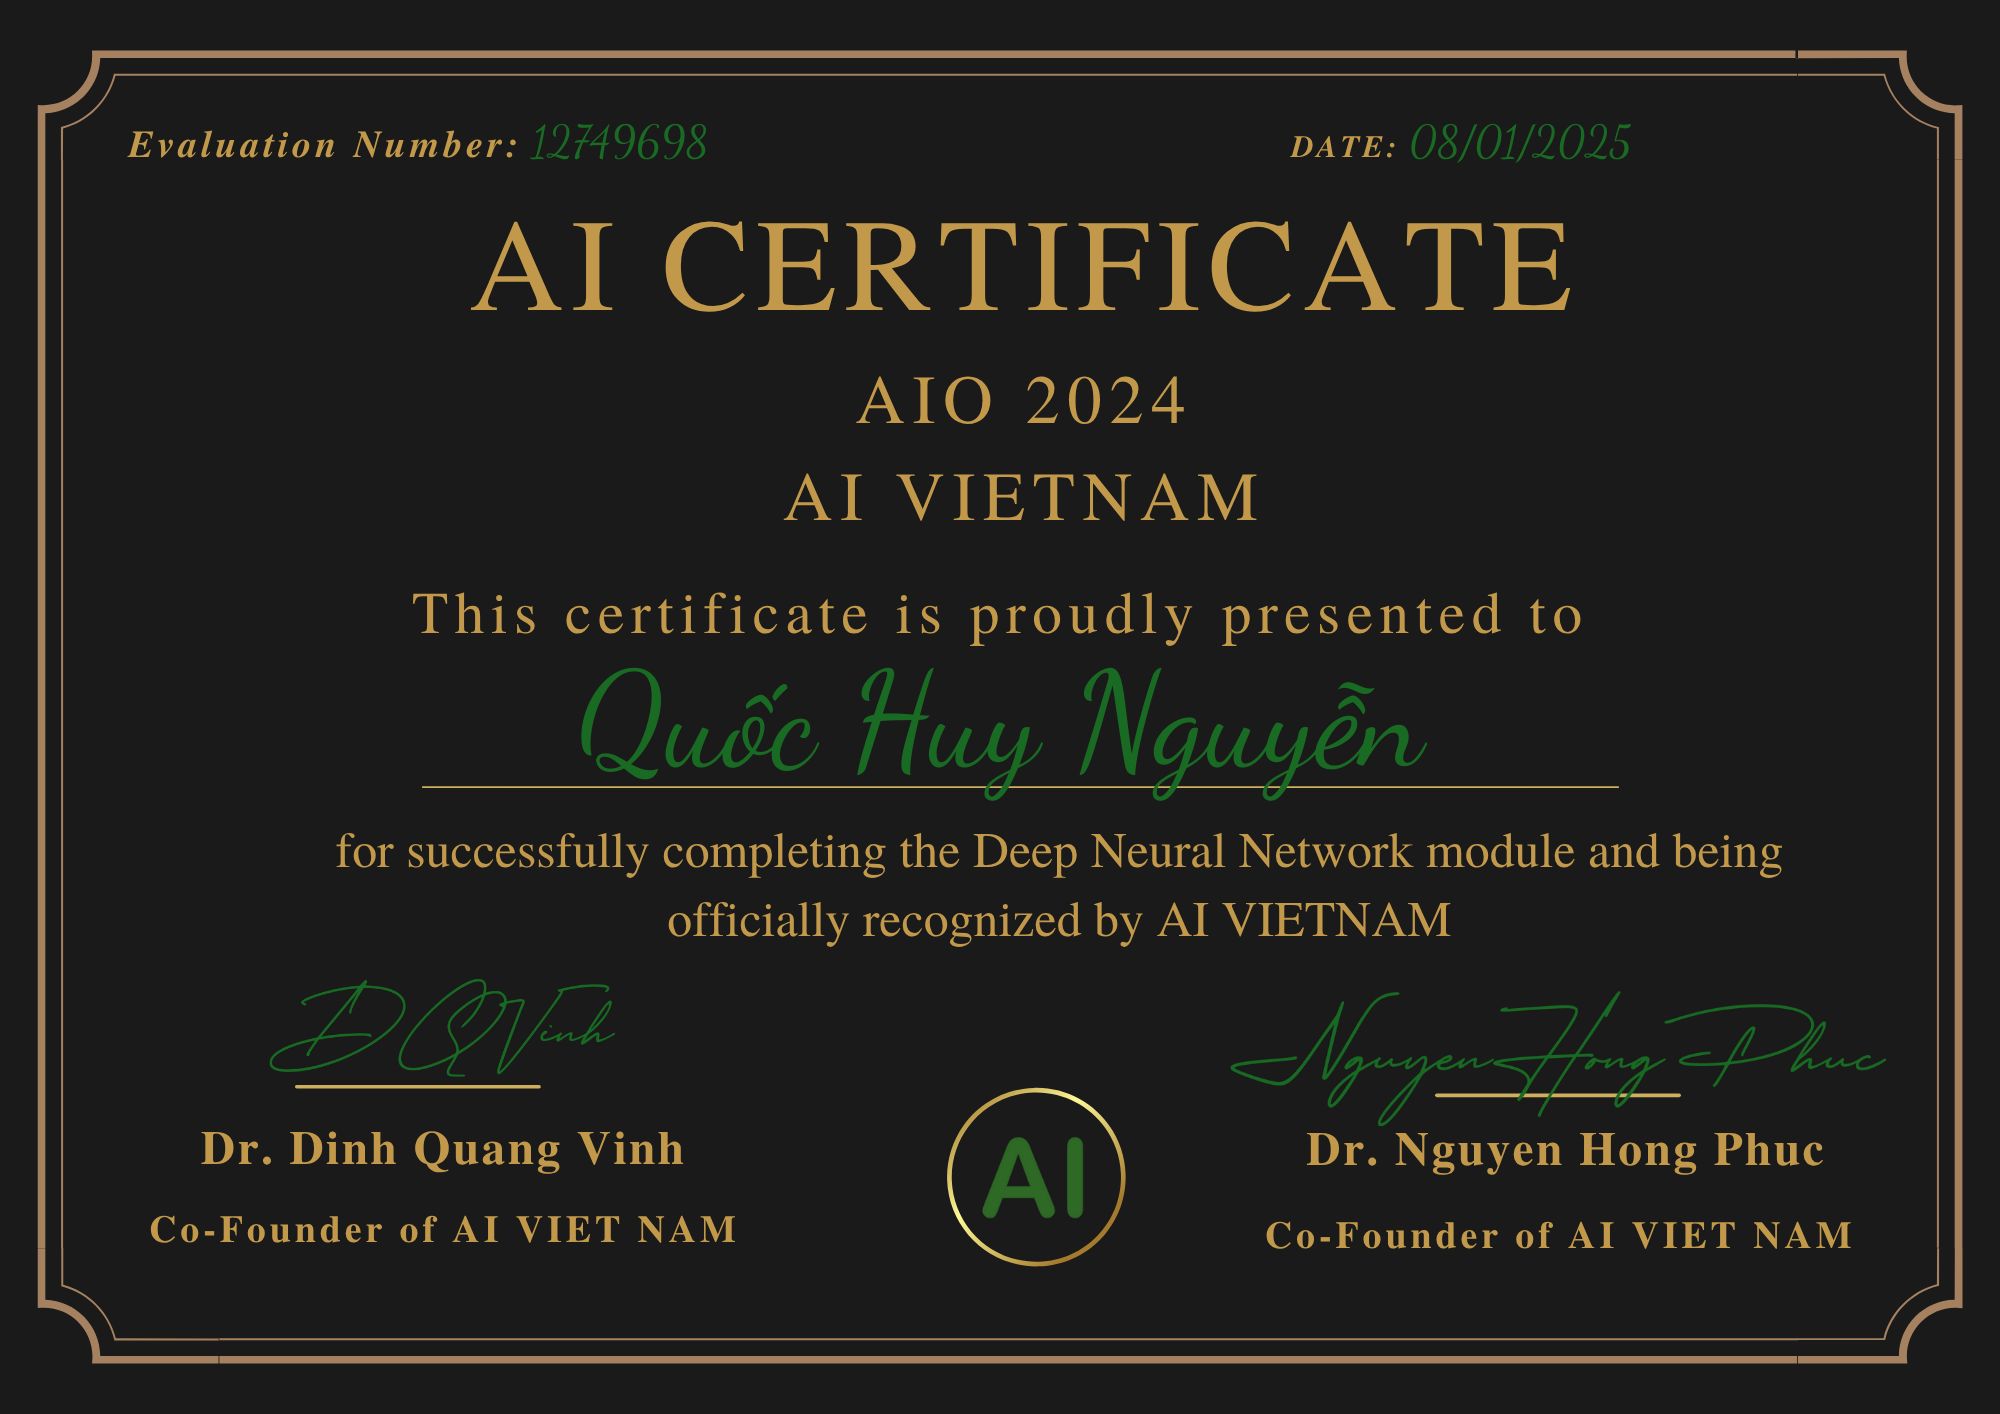 Evaluation Number: 12749698
DATE: 08/01/2025
AI CERTIFICATE
AIO 2024
AI VIETNAM
This certificate is proudly presented to
Quốc Huy Nguyễn
for successfully completing the Deep Neural Network module and being
officially recognized by AI VIETNAM
DQVinh
Nguyen Hong Phuc
Dr. Dinh Quang Vinh
Dr. Nguyen Hong Phuc
Co-Founder of AI VIET NAM
Co-Founder of AI VIET NAM
AI